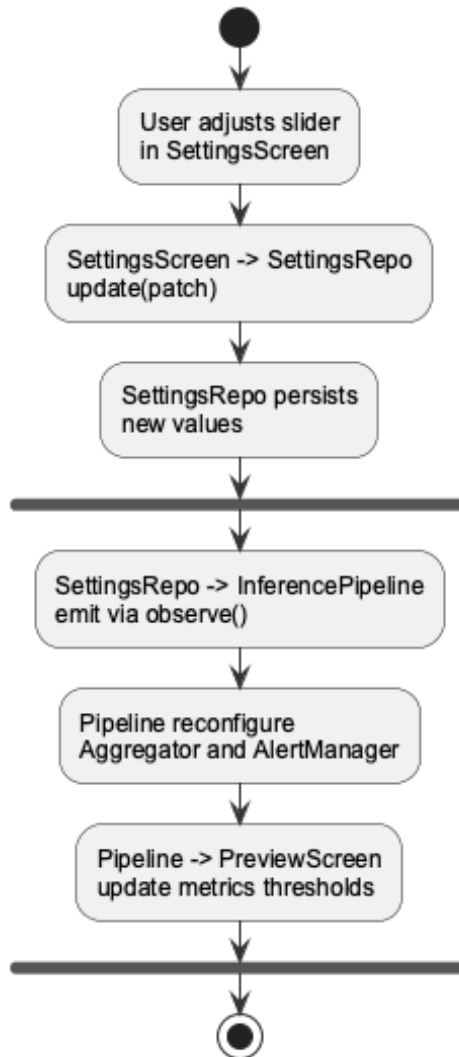 User adjusts slider
in SettingsScreen
SettingsScreen -> SettingsRepo
update(patch)
SettingsRepo persists
new values
SettingsRepo -> InferencePipeline
emit via observe()
Pipeline reconfigure
Aggregator and AlertManager
Pipeline -> PreviewScreen
update metrics thresholds